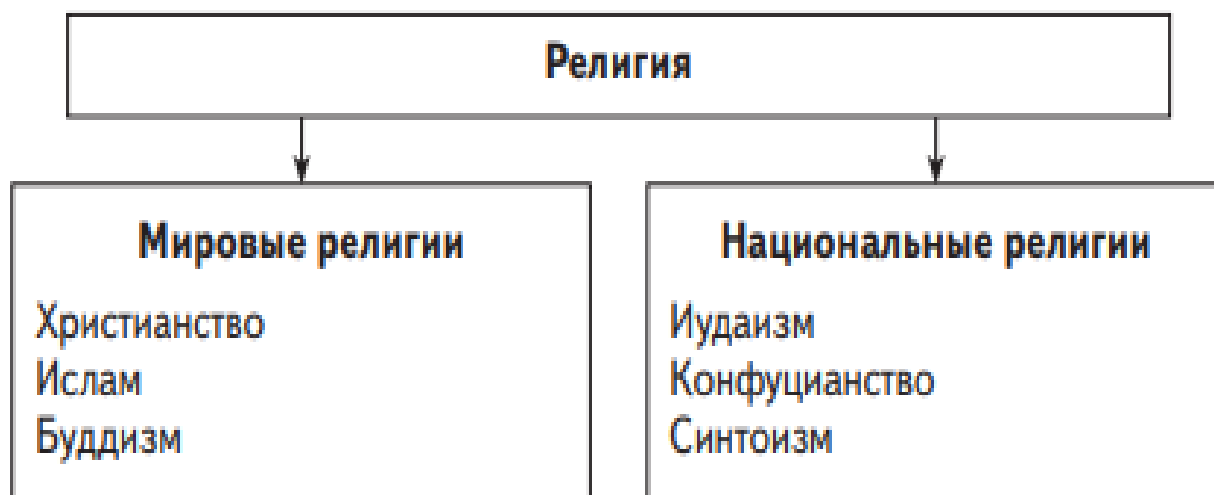 Религия
Мировые религии
Христианство
Ислам
Буддизм
Национальные религии
Иудаизм
Конфуцианство
Синтоизм